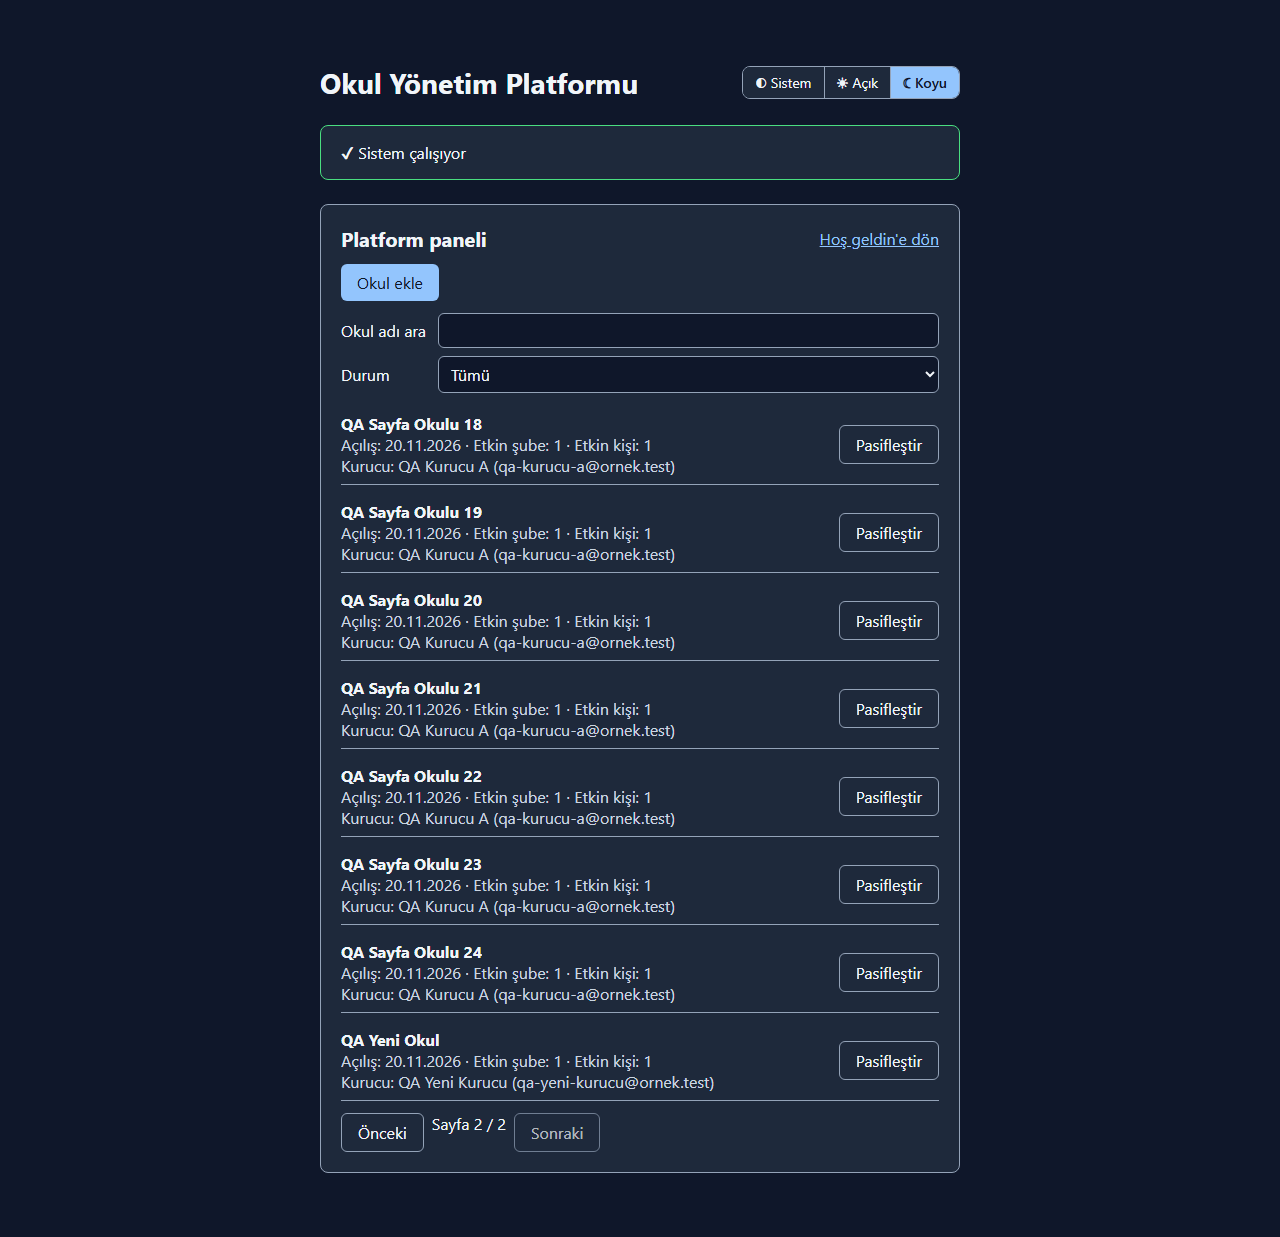 Okul Yönetim Platformu
Sistem
Açık
Koyu
✓ Sistem çalışıyor
Platform paneli
Hoş geldin'e dön
Okul ekle
Okul adı ara
Durum
Tümü
QA Sayfa Okulu 18
Açılış: 20.11.2026 · Etkin şube: 1 · Etkin kişi: 1
Kurucu: QA Kurucu A (qa-kurucu-a@ornek.test)
Pasifleştir
QA Sayfa Okulu 19
Açılış: 20.11.2026 · Etkin şube: 1 · Etkin kişi: 1
Kurucu: QA Kurucu A (qa-kurucu-a@ornek.test)
Pasifleştir
QA Sayfa Okulu 20
Açılış: 20.11.2026 · Etkin şube: 1 · Etkin kişi: 1
Kurucu: QA Kurucu A (qa-kurucu-a@ornek.test)
Pasifleştir
QA Sayfa Okulu 21
Açılış: 20.11.2026 · Etkin şube: 1 · Etkin kişi: 1
Kurucu: QA Kurucu A (qa-kurucu-a@ornek.test)
Pasifleştir
QA Sayfa Okulu 22
Açılış: 20.11.2026 · Etkin şube: 1 · Etkin kişi: 1
Kurucu: QA Kurucu A (qa-kurucu-a@ornek.test)
Pasifleştir
QA Sayfa Okulu 23
Açılış: 20.11.2026 · Etkin şube: 1 · Etkin kişi: 1
Kurucu: QA Kurucu A (qa-kurucu-a@ornek.test)
Pasifleştir
QA Sayfa Okulu 24
Açılış: 20.11.2026 · Etkin şube: 1 · Etkin kişi: 1
Kurucu: QA Kurucu A (qa-kurucu-a@ornek.test)
Pasifleştir
QA Yeni Okul
Açılış: 20.11.2026 · Etkin şube: 1 · Etkin kişi: 1
Kurucu: QA Yeni Kurucu (qa-yeni-kurucu@ornek.test)
Pasifleştir
Önceki
Sayfa 2 / 2
Sonraki